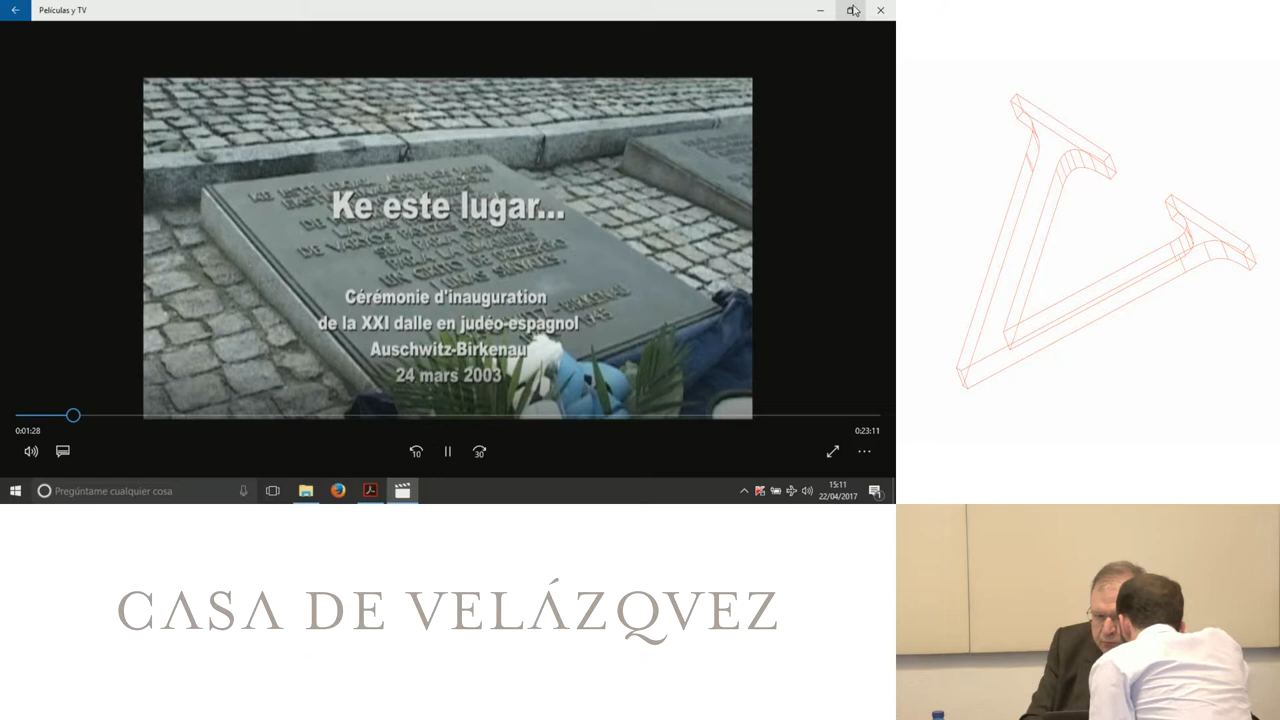 Películas y TV
Ke este lugar...
Cérémonie d'inauguration
de la XXI dalle en judéo-espagnol
Auschwitz-Birkenau
24 mars 2003
0:01:28
0:23:11
10
30
Pregúntame cualquier cosa
15:11
22/04/2017
1
CASA DE VELÁZQVEZ